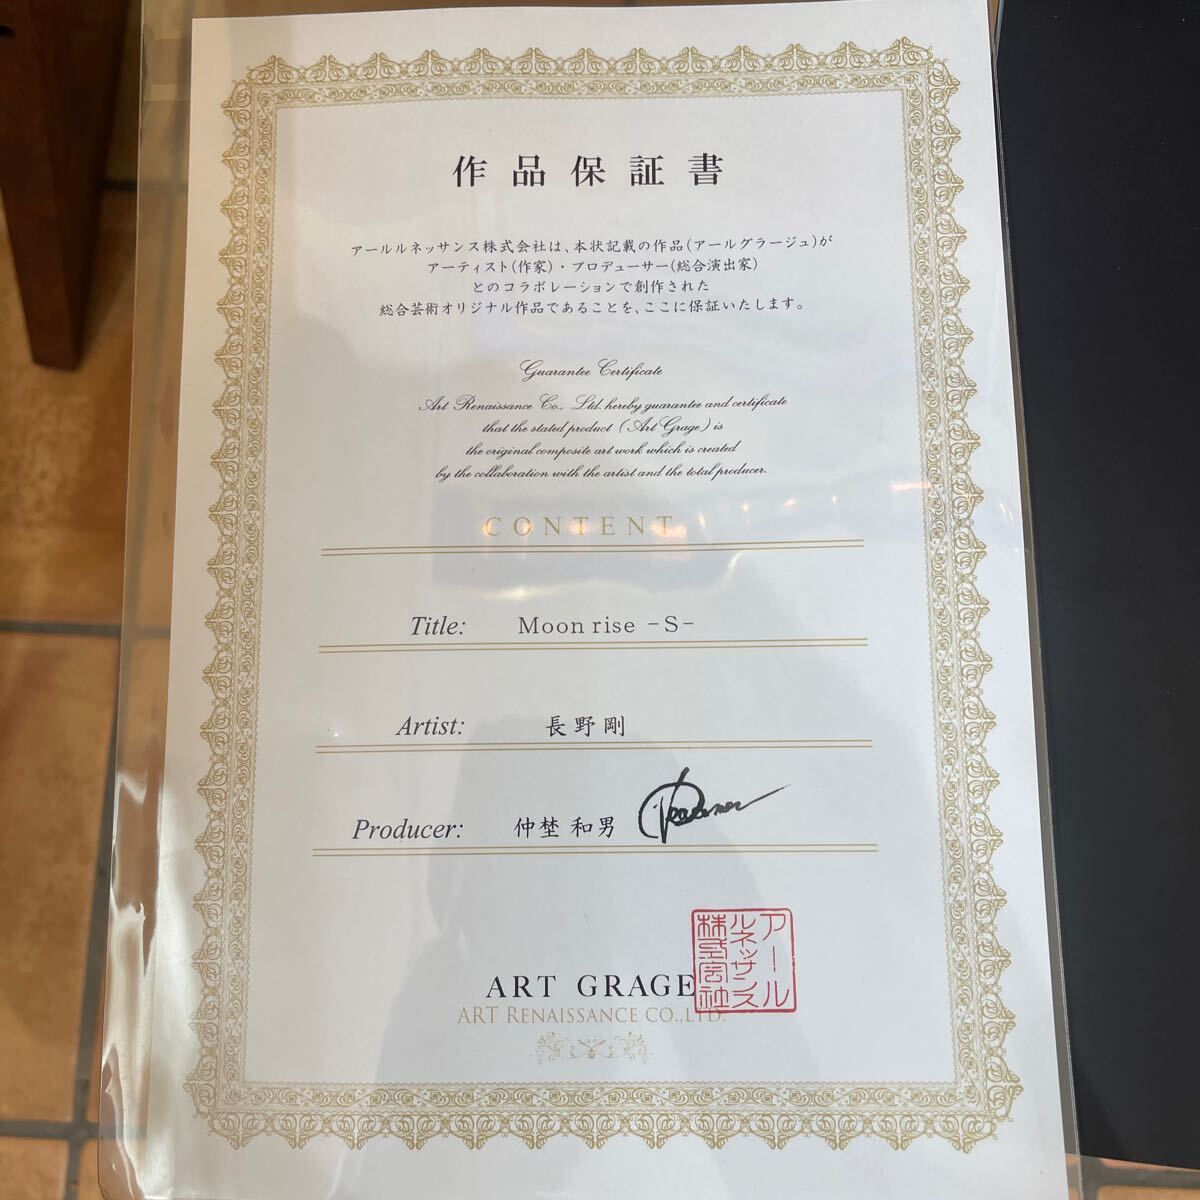 作品保証書
アールルネッサンス株式会社は、本状記載の作品(アールグラージュ)が
アーティスト(作家)・プロデューサー(総合演出家)
とのコラボレーションで創作された
総合芸術オリジナル作品であることを、ここに保証いたします。
Guarantee Certificate
Art Renaissance Co., Ltd. hereby guarantee and certificate
that the stated product (Art Grage) is
the original composite art work which is created
by the collaboration with the artist and the total producer.
CONTENT
Title: Moon rise -S-
Artist: 長野剛
Producer: 仲埜 和男
ART GRAGE
ART RENAISSANCE CO.,LTD.
アール
ルネッサンス
株式会社